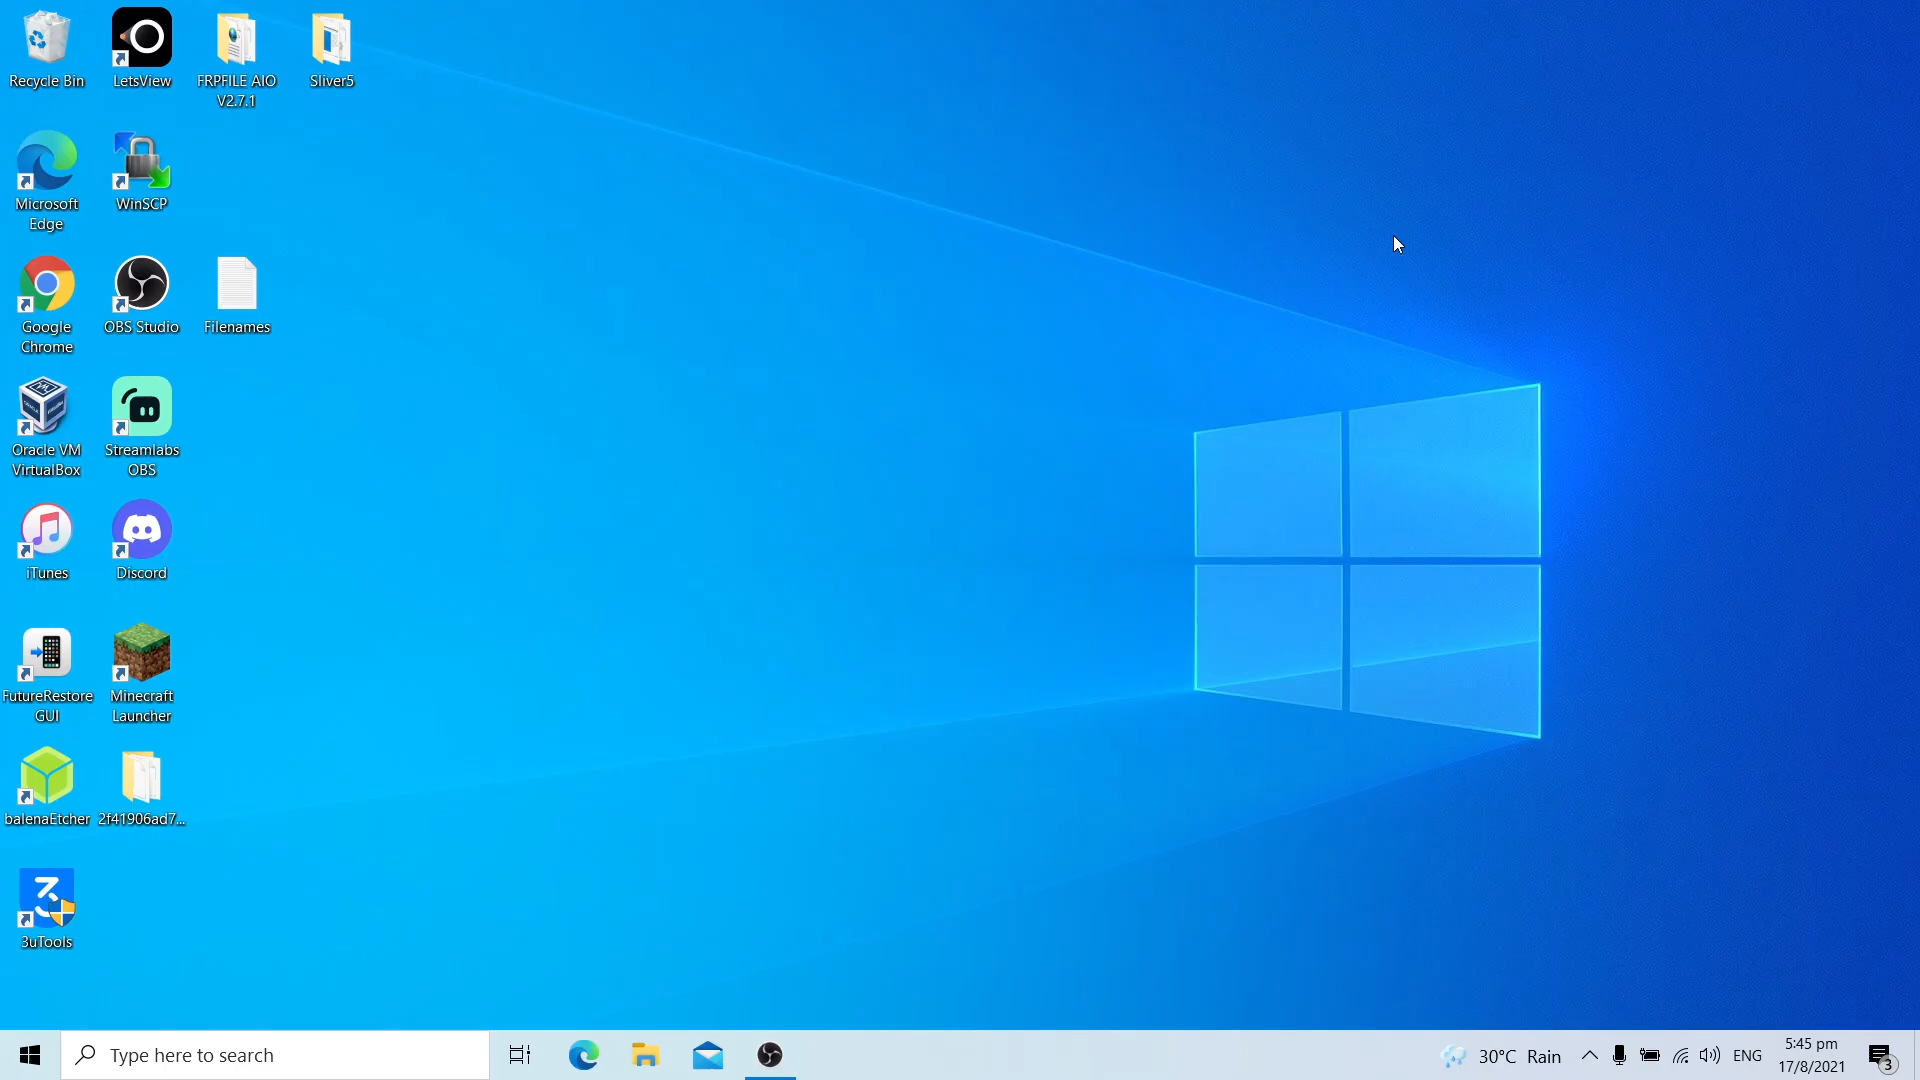 Recycle Bin
LetsView
FRPFILE AIO
V2.7.1
Sliver5
Microsoft
Edge
WinSCP
Google
Chrome
OBS Studio
Filenames
Oracle VM
VirtualBox
Streamlabs
OBS
iTunes
Discord
FutureRestore
GUI
Minecraft
Launcher
balenaEtcher
2f41906ad7...
3uTools
Type here to search
30°C Rain
ENG
5:45 pm
17/8/2021
3